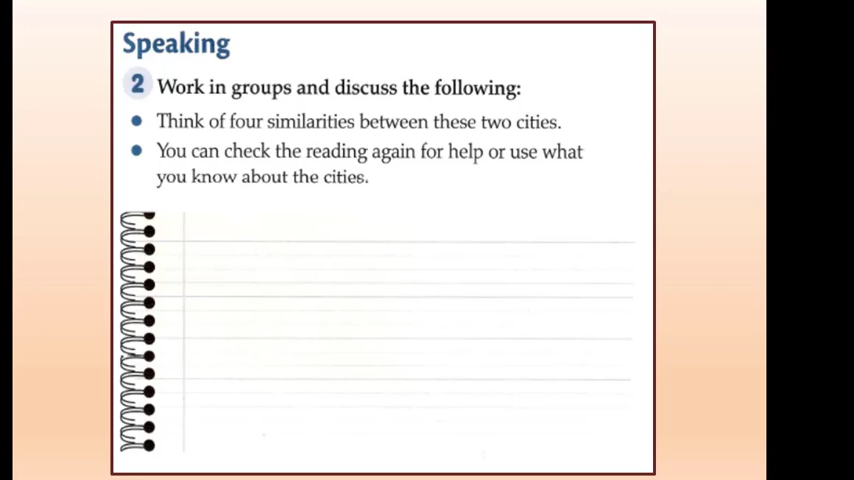 Speaking
2 Work in groups and discuss the following:
• Think of four similarities between these two cities.
• You can check the reading again for help or use what
you know about the cities.